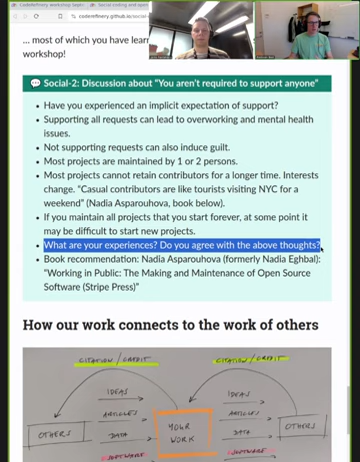 coderefinery.github.io/social-
... most of which you have lear
workshop!
Social-2: Discussion about "You aren't required to support anyone"
• Have you experienced an implicit expectation of support?
• Supporting all requests can lead to overworking and mental health
issues.
• Not supporting requests can also induce guilt.
• Most projects are maintained by 1 or 2 persons.
• Most projects cannot retain contributors for a longer time. Interests
change. "Casual contributors are like tourists visiting NYC for a
weekend" (Nadia Asparouhova, book below).
• If you maintain all projects that you start forever, at some point it
may be difficult to start new projects.
• What are your experiences? Do you agree with the above thoughts?
• Book recommendation: Nadia Asparouhova (formerly Nadia Eghbal):
"Working in Public: The Making and Maintenance of Open Source
Software (Stripe Press)"
How our work connects to the work of others
CITATION / CREDIT CITATION / CREDIT
IDEAS IDEAS
ARTICLES ARTICLES
OTHERS YOUR WORK OTHERS
DATA DATA
SOFTWARE